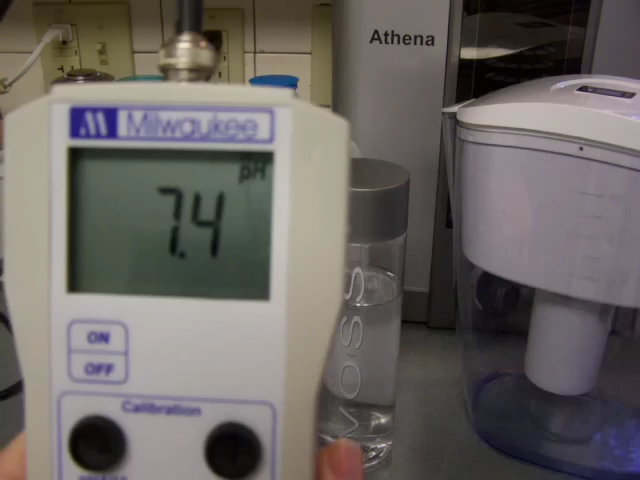 Athena
Milwaukee
pH
7.4
ON
OFF
Calibration
VOSS